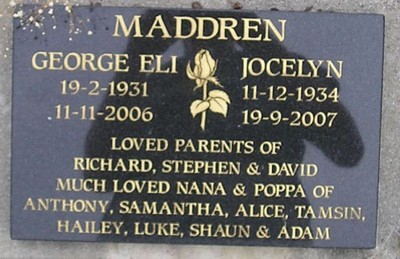 MADDREN
GEORGE ELI JOCELYN
19-2-1931 11-12-1934
11-11-2006 19-9-2007
LOVED PARENTS OF
RICHARD, STEPHEN & DAVID
MUCH LOVED NANA & POPPA OF
ANTHONY, SAMANTHA, ALICE, TAMSIN,
HAILEY, LUKE, SHAUN & ADAM